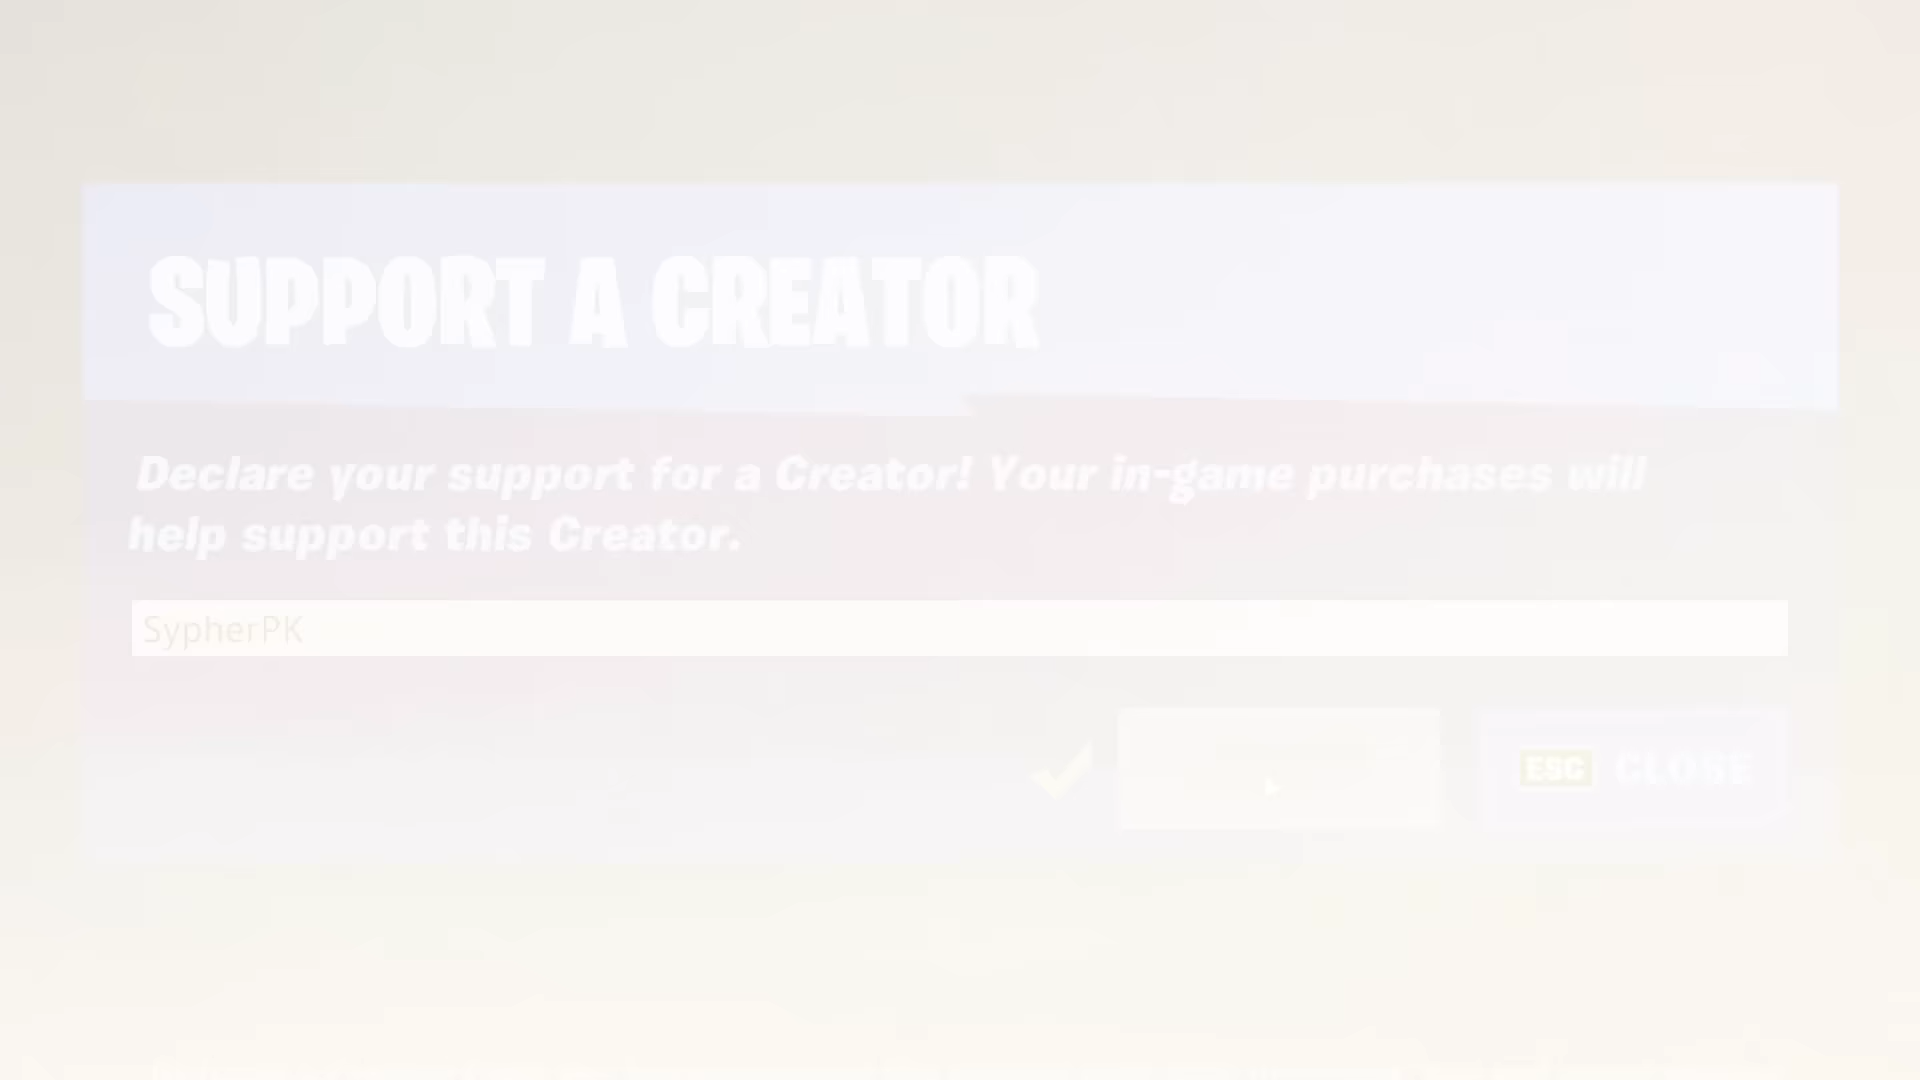 SUPPORT A CREATOR
Declare your support for a Creator! Your in-game purchases will
help support this Creator.
SypherPK
ESC CLOSE